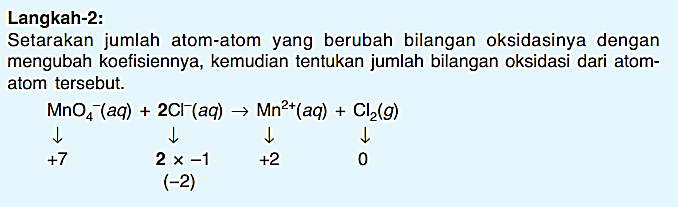 Langkah-2:
Setarakan jumlah atom-atom yang berubah bilangan oksidasinya dengan
mengubah koefisiennya, kemudian tentukan jumlah bilangan oksidasi dari atom-
atom tersebut.
MnO₄⁻(aq) + 2Cl⁻(aq) → Mn²⁺(aq) + Cl₂(g)
↓ ↓ ↓ ↓
+7 2 × –1 +2 0
(–2)